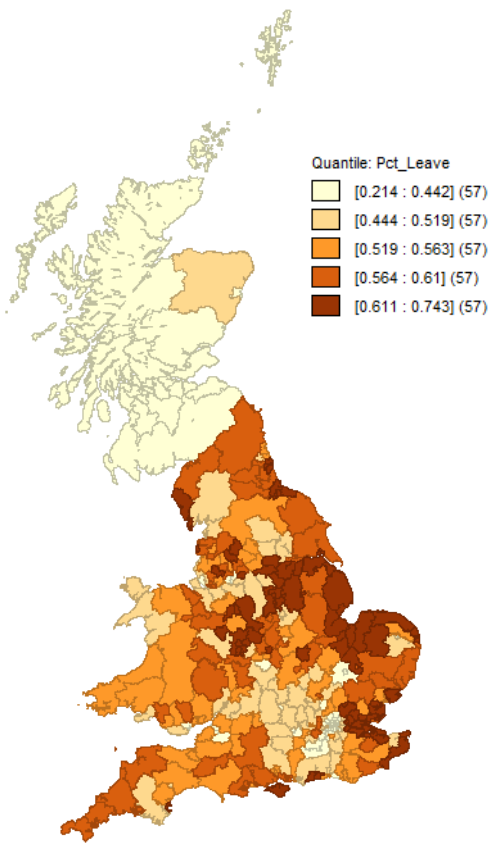 Quantile: Pct_Leave
[0.214 : 0.442] (57)
[0.444 : 0.519] (57)
[0.519 : 0.563] (57)
[0.564 : 0.61] (57)
[0.611 : 0.743] (57)